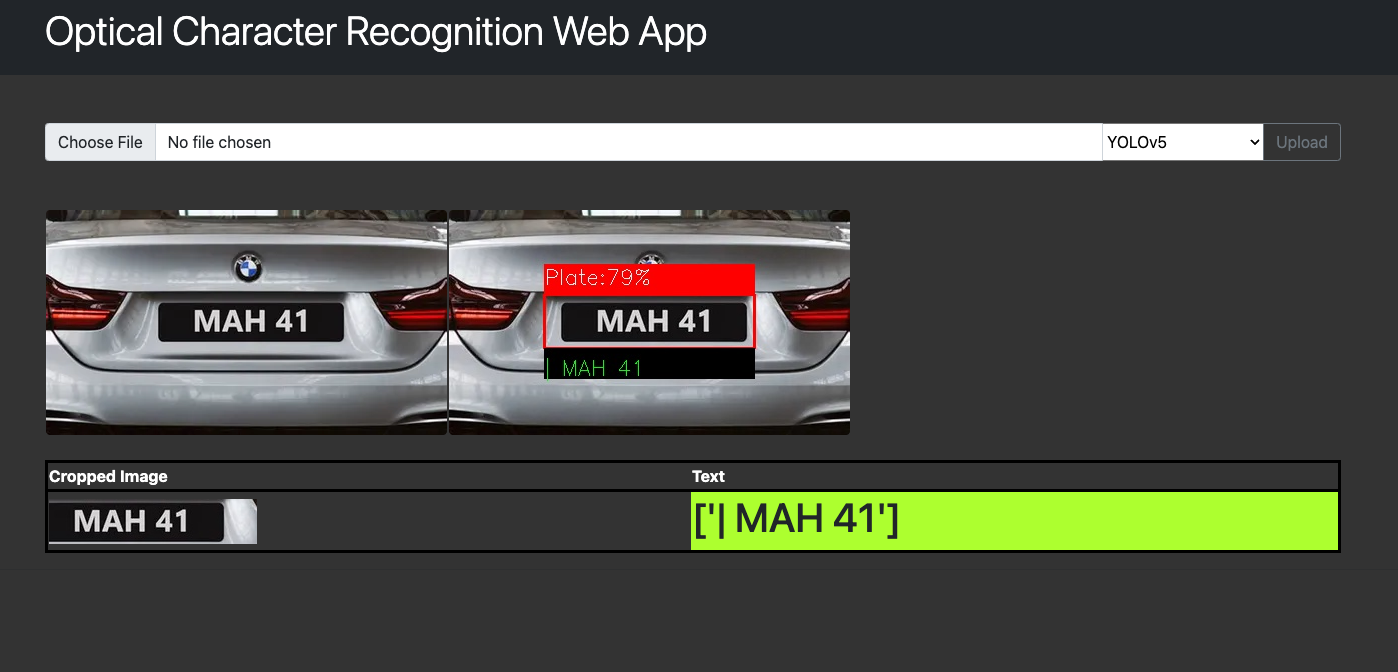 Optical Character Recognition Web App
Choose File No file chosen YOLOv5 Upload
MAH 41
Plate:79%
MAH 41
| MAH 41
Cropped Image Text
MAH 41 ['| MAH 41']